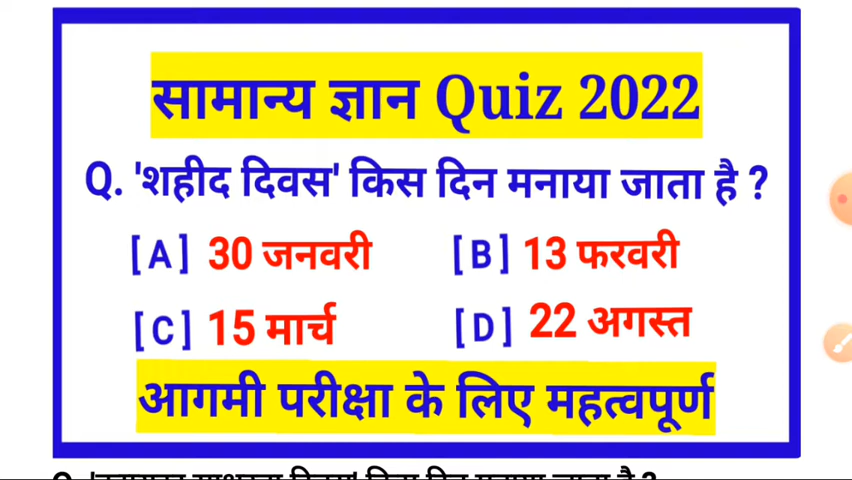 सामान्य ज्ञान Quiz 2022
Q. 'शहीद दिवस' किस दिन मनाया जाता है ?
[A] 30 जनवरी [B] 13 फरवरी
[C] 15 मार्च [D] 22 अगस्त
आगमी परीक्षा के लिए महत्वपूर्ण